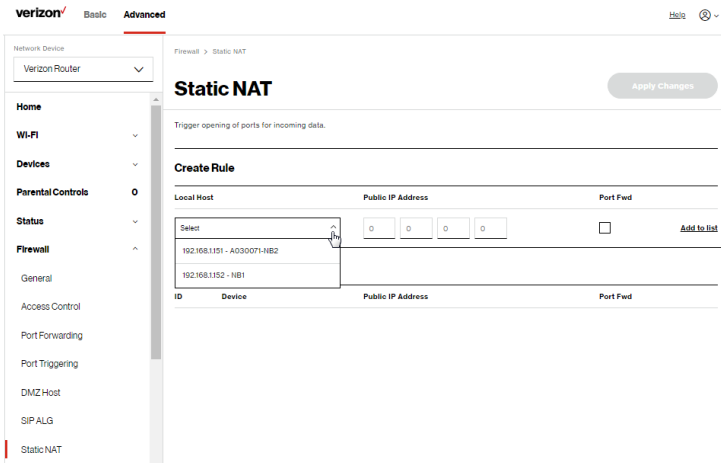 verizon✓ Basic Advanced Help
Network Device
Verizon Router
Home
Wi-Fi
Devices
Parental Controls 0
Status
Firewall
General
Access Control
Port Forwarding
Port Triggering
DMZ Host
SIP ALG
Static NAT
Firewall > Static NAT
Static NAT Apply Changes
Trigger opening of ports for incoming data.
Create Rule
Local Host Public IP Address Port Fwd
Select 0 0 0 0 Add to list
192.168.1.151 - A030071-NB2
192.168.1.152 - NB1
ID Device Public IP Address Port Fwd